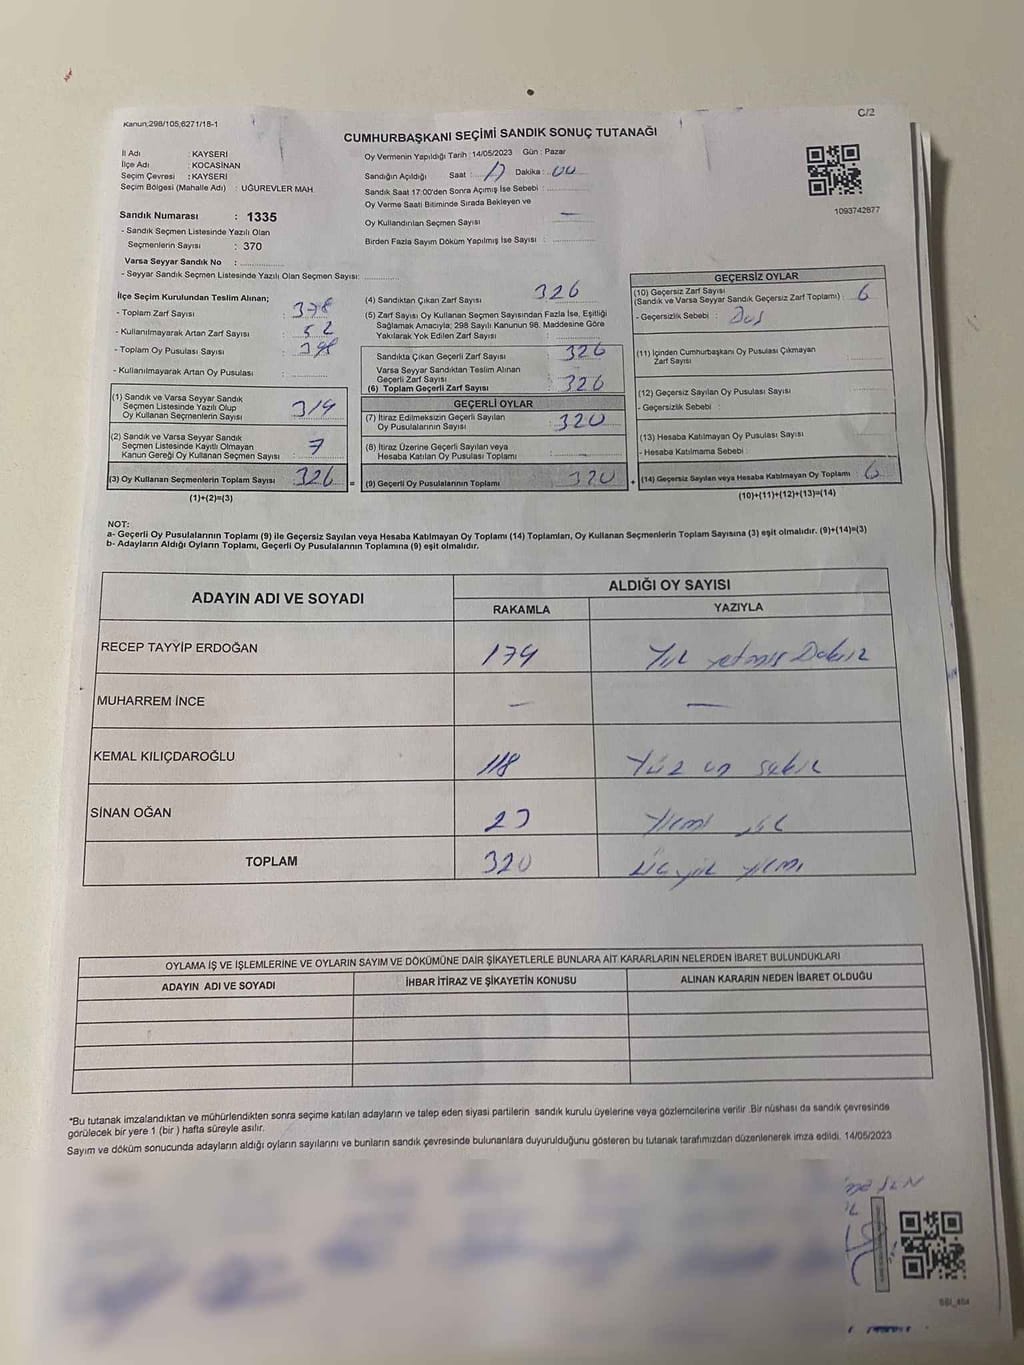 Kanun;298/105,6271/18-1
C/2
CUMHURBAŞKANI SEÇİMİ SANDIK SONUÇ TUTANAĞI
İl Adı : KAYSERİ
İlçe Adı : KOCASİNAN
Seçim Çevresi : KAYSERİ
Seçim Bölgesi (Mahalle Adı) : UĞUREVLER MAH.
Sandık Numarası : 1335
- Sandık Seçmen Listesinde Yazılı Olan
Seçmenlerin Sayısı : 370
Varsa Seyyar Sandık No :
- Seyyar Sandık Seçmen Listesinde Yazılı Olan Seçmen Sayısı:
Oy Vermenin Yapıldığı Tarih :14/05/2023 Gün : Pazar
Sandığın Açıldığı Saat : 17 Dakika : 00
Sandık Saat 17:00'den Sonra Açımış İse Sebebi :
Oy Verme Saati Bitiminde Sırada Bekleyen ve
Oy Kullandırılan Seçmen Sayısı : —
Birden Fazla Sayım Döküm Yapılmış İse Sayısı :
1093742877
İlçe Seçim Kurulundan Teslim Alınan;
- Toplam Zarf Sayısı : 378
- Kullanılmayarak Artan Zarf Sayısı : 52
- Toplam Oy Pusulası Sayısı :
- Kullanılmayarak Artan Oy Pusulası :
(1) Sandık ve Varsa Seyyar Sandık
Seçmen Listesinde Yazılı Olup
Oy Kullanan Seçmenlerin Sayısı : 319
(2) Sandık ve Varsa Seyyar Sandık
Seçmen Listesinde Kayıtlı Olmayan
Kanun Gereği Oy Kullanan Seçmen Sayısı : 7
(3) Oy Kullanan Seçmenlerin Toplam Sayısı : 326
(1)+(2)=(3)
(4) Sandıktan Çıkan Zarf Sayısı : 326
(5) Zarf Sayısı Oy Kullanan Seçmen Sayısından Fazla İse, Eşitliği
Sağlamak Amacıyla; 298 Sayılı Kanunun 98. Maddesine Göre
Yakılarak Yok Edilen Zarf Sayısı :
Sandıkta Çıkan Geçerli Zarf Sayısı : 326
Varsa Seyyar Sandıktan Teslim Alınan
Geçerli Zarf Sayısı
(6) Toplam Geçerli Zarf Sayısı : 326
GEÇERLİ OYLAR
(7) İtiraz Edilmeksizin Geçerli Sayılan
Oy Pusulalarının Sayısı : 320
(8) İtiraz Üzerine Geçerli Sayılan veya
Hesaba Katılan Oy Pusulası Toplamı : —
= (9) Geçerli Oy Pusulalarının Toplamı 320
GEÇERSİZ OYLAR
(10) Geçersiz Zarf Sayısı
(Sandık ve Varsa Seyyar Sandık Geçersiz Zarf Toplamı) : 6
- Geçersizlik Sebebi :
(11) İçinden Cumhurbaşkanı Oy Pusulası Çıkmayan
Zarf Sayısı
(12) Geçersiz Sayılan Oy Pusulası Sayısı :
- Geçersizlik Sebebi :
(13) Hesaba Katılmayan Oy Pusulası Sayısı :
- Hesaba Katılmama Sebebi :
+ (14) Geçersiz Sayılan veya Hesaba Katılmayan Oy Toplamı : 6
(10)+(11)+(12)+(13)=(14)
NOT:
a- Geçerli Oy Pusulalarının Toplamı (9) ile Geçersiz Sayılan veya Hesaba Katılmayan Oy Toplamı (14) Toplamları, Oy Kullanan Seçmenlerin Toplam Sayısına (3) eşit olmalıdır. (9)+(14)=(3)
b- Adayların Aldığı Oyların Toplamı, Geçerli Oy Pusulalarının Toplamına (9) eşit olmalıdır.
ADAYIN ADI VE SOYADI
ALDIĞI OY SAYISI
RAKAMLA YAZIYLA
RECEP TAYYİP ERDOĞAN 179 Yüz yetmiş Dokuz
MUHARREM İNCE — —
KEMAL KILIÇDAROĞLU 118 Yüz on sekiz
SİNAN OĞAN 23 Yirmi üç
TOPLAM 320 Üçyüz yirmi
OYLAMA İŞ VE İŞLEMLERİNE VE OYLARIN SAYIM VE DÖKÜMÜNE DAİR ŞİKAYETLERLE BUNLARA AİT KARARLARIN NELERDEN İBARET BULUNDUKLARI
ADAYIN ADI VE SOYADI İHBAR İTİRAZ VE ŞİKAYETİN KONUSU ALINAN KARARIN NEDEN İBARET OLDUĞU
*Bu tutanak imzalandıktan ve mühürlendikten sonra seçime katılan adayların ve talep eden siyasi partilerin sandık kurulu üyelerine veya gözlemcilerine verilir .Bir nüshası da sandık çevresinde
görülecek bir yere 1 (bir ) hafta süreyle asılır.
Sayım ve döküm sonucunda adayların aldığı oyların sayılarını ve bunların sandık çevresinde bulunanlara duyurulduğunu gösteren bu tutanak tarafımızdan düzenlenerek imza edildi. 14/05/2023